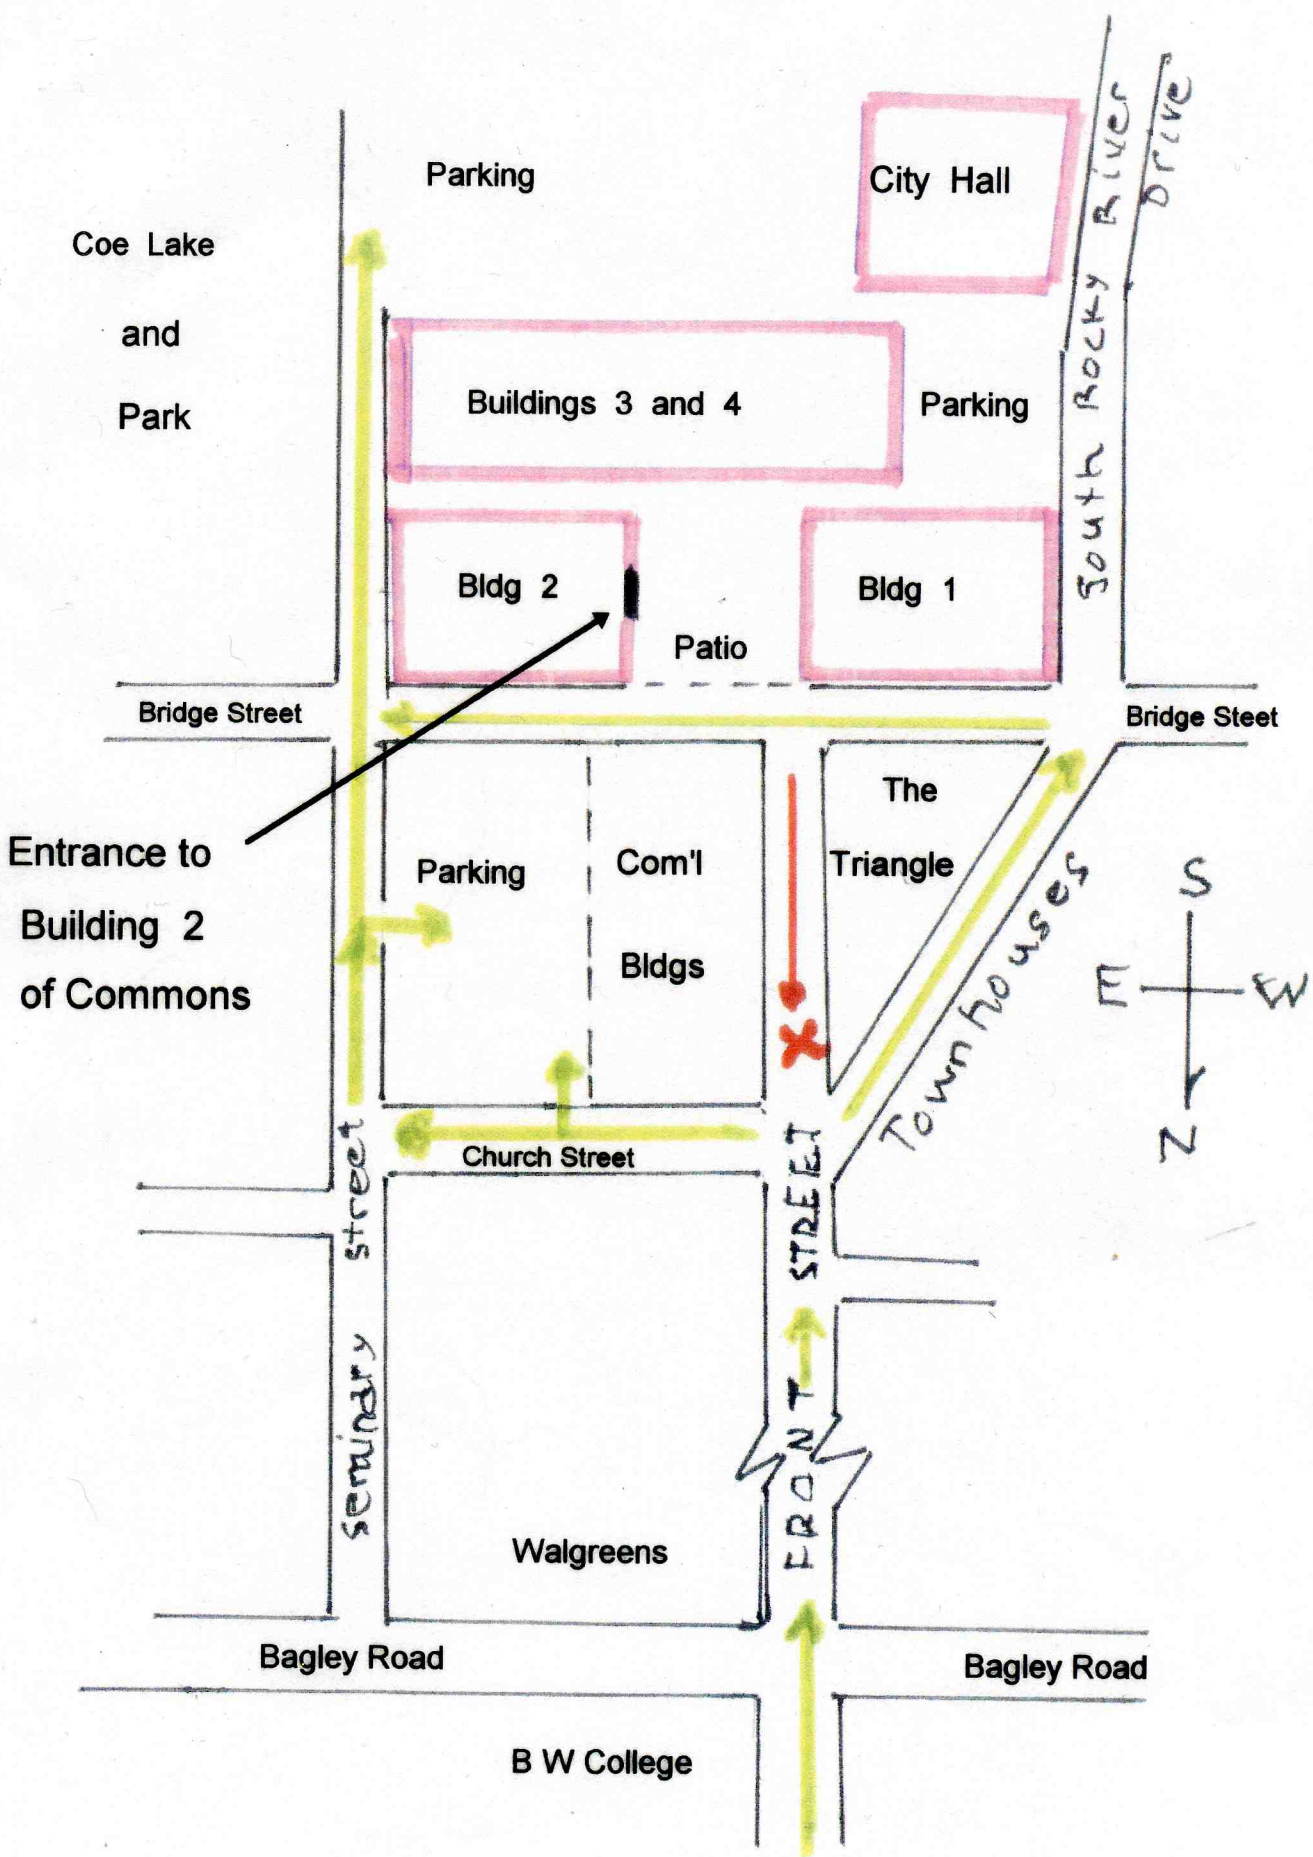 Parking
City Hall
South Rocky River
Drive
Coe Lake
and
Park
Buildings 3 and 4
Parking
Bldg 2
Bldg 1
Patio
Bridge Street
Bridge Steet
Entrance to
Building 2
of Commons
Parking
Com'l
Bldgs
The
Triangle
Townhouses
S
E
W
N
Church Street
seminary street
FRONT STREET
X
Walgreens
Bagley Road
Bagley Road
B W College